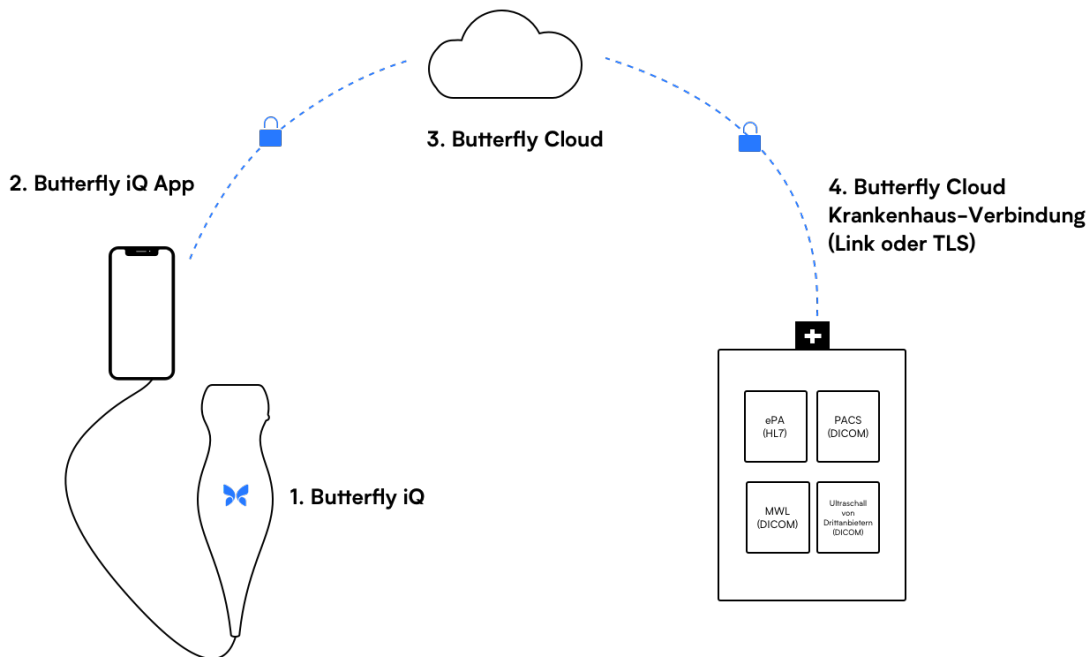 3. Butterfly Cloud
2. Butterfly iQ App
4. Butterfly Cloud
Krankenhaus-Verbindung
(Link oder TLS)
ePA
(HL7)
PACS
(DICOM)
MWL
(DICOM)
Ultraschall
von
Drittanbietern
(DICOM)
1. Butterfly iQ